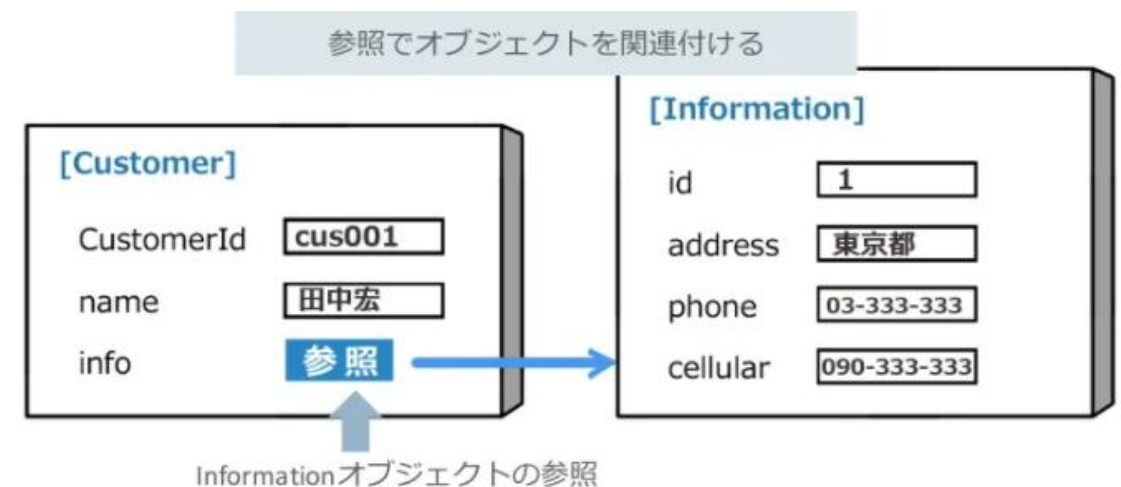 参照でオブジェクトを関連付ける
[Customer]
CustomerId cus001
name 田中宏
info 参照
Informationオブジェクトの参照
[Information]
id 1
address 東京都
phone 03-333-333
cellular 090-333-333